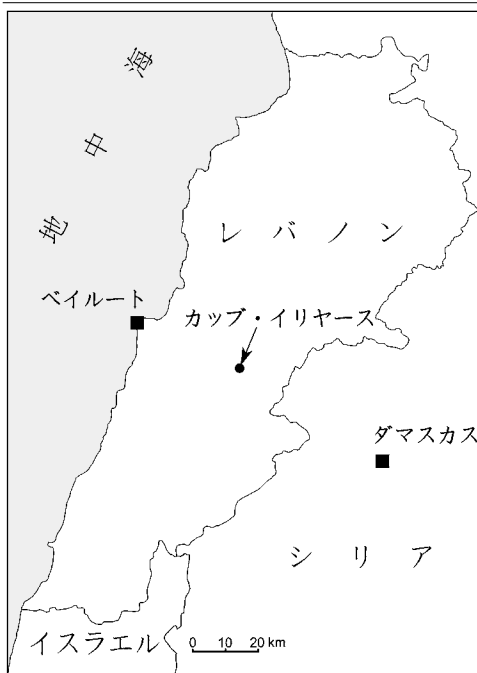 地中海
レバノン
ベイルート
カップ・イリヤース
ダマスカス
シリア
イスラエル
0 10 20 km